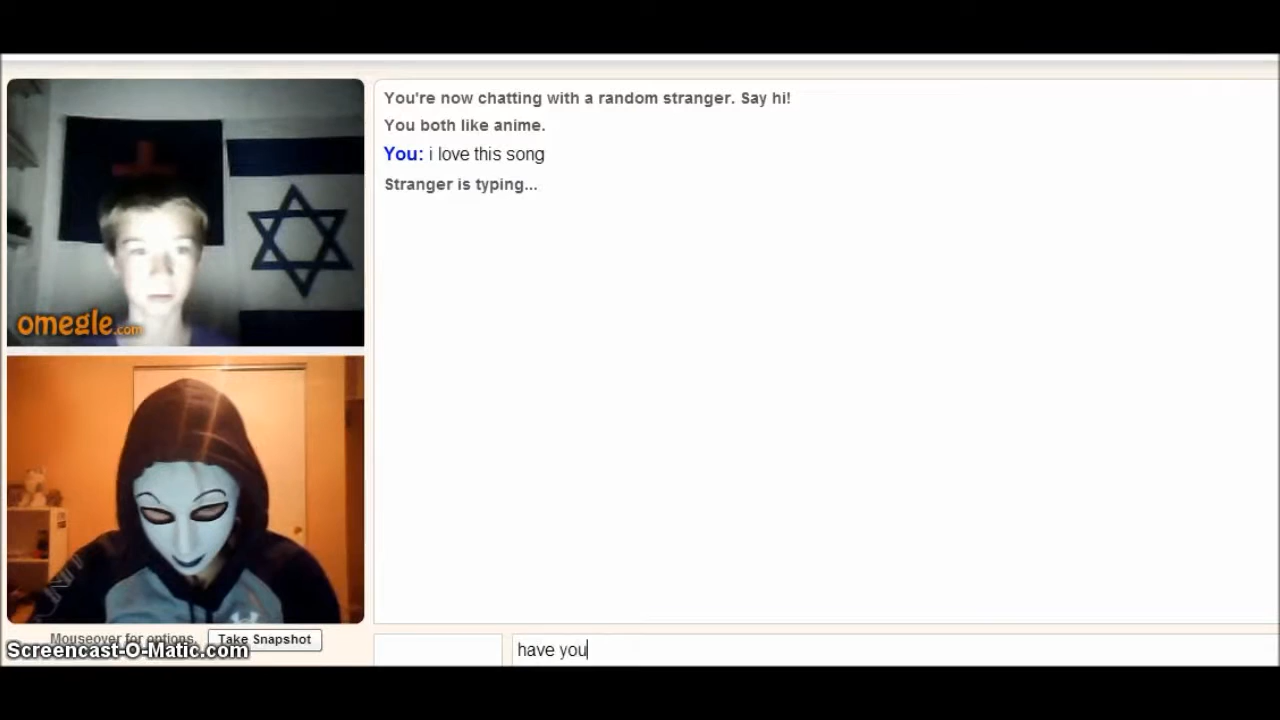 You're now chatting with a random stranger. Say hi!
You both like anime.
You: i love this song
Stranger is typing...
omegle.com
Mouseover for options.
Take Snapshot
Screencast-O-Matic.com
have you